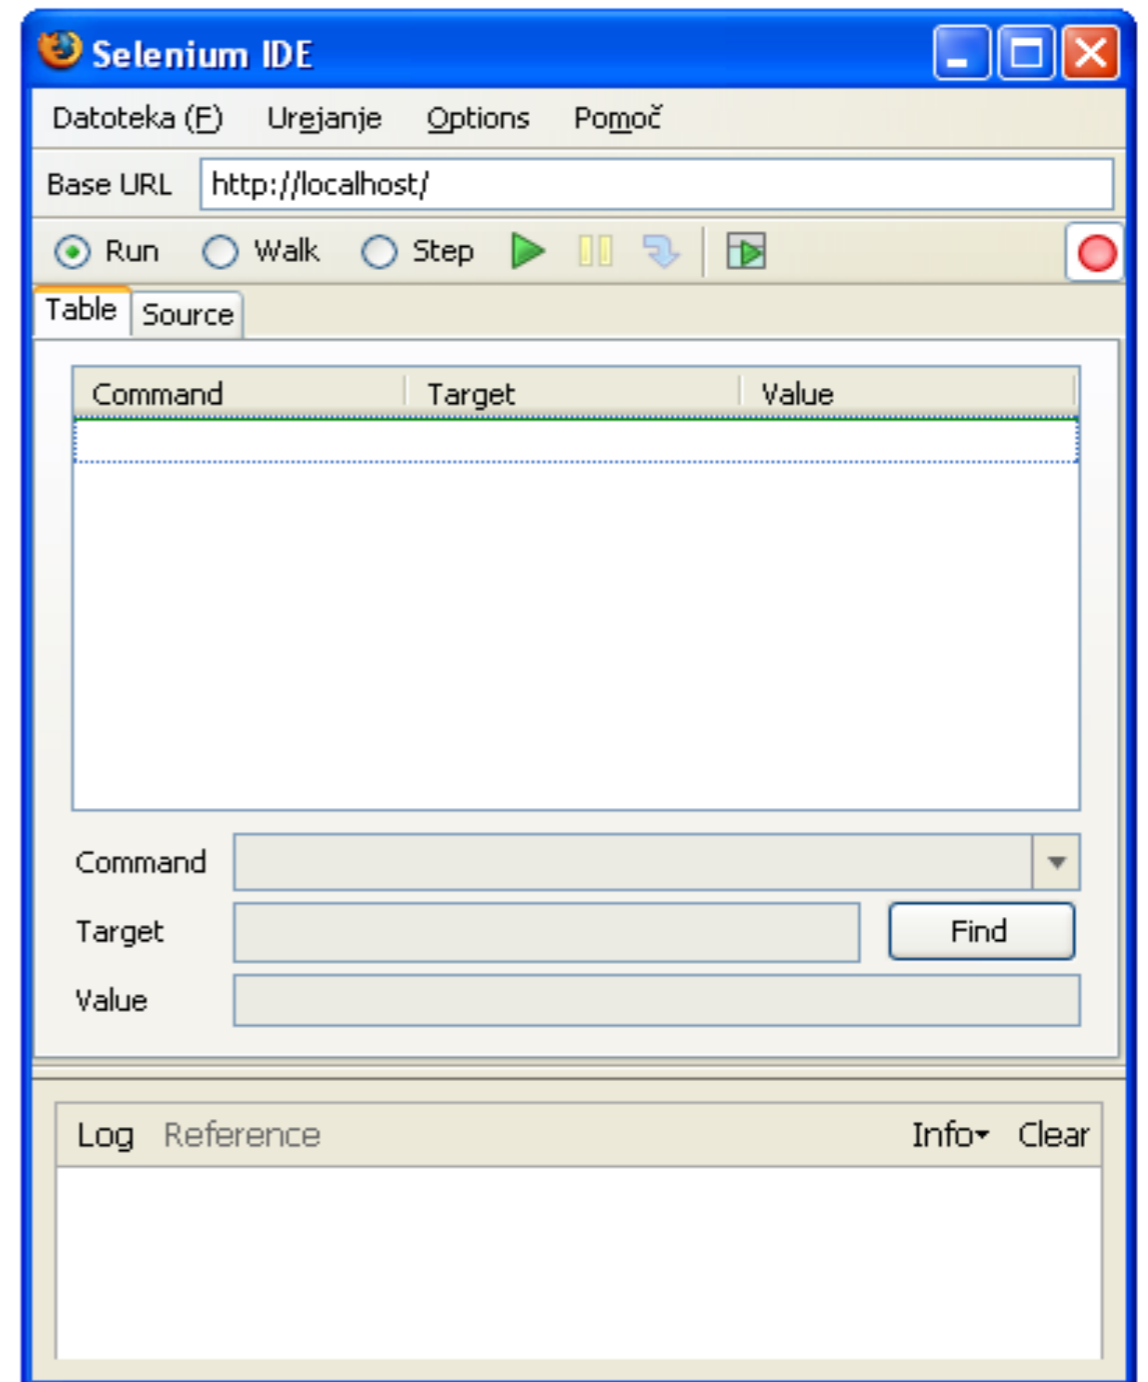 Selenium IDE
Datoteka (F) Urejanje Options Pomoč
Base URL http://localhost/
Run Walk Step
Table Source
Command Target Value
Command
Target Find
Value
Log Reference Info Clear